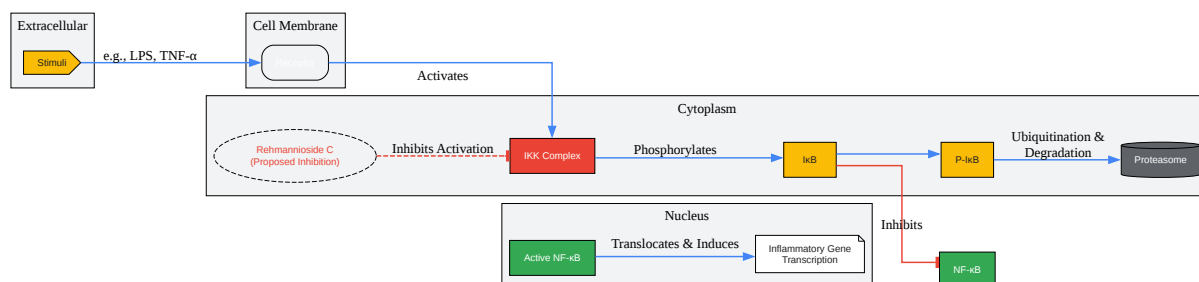 Extracellular
Stimuli
e.g., LPS, TNF-α
Cell Membrane
Receptor
Activates
Cytoplasm
Rehmannioside C
(Proposed Inhibition)
Inhibits Activation
IKK Complex
Phosphorylates
IκB
P-IκB
Ubiquitination &
Degradation
Proteasome
Nucleus
Active NF-κB
Translocates & Induces
Inflammatory Gene
Transcription
Inhibits
NF-κB